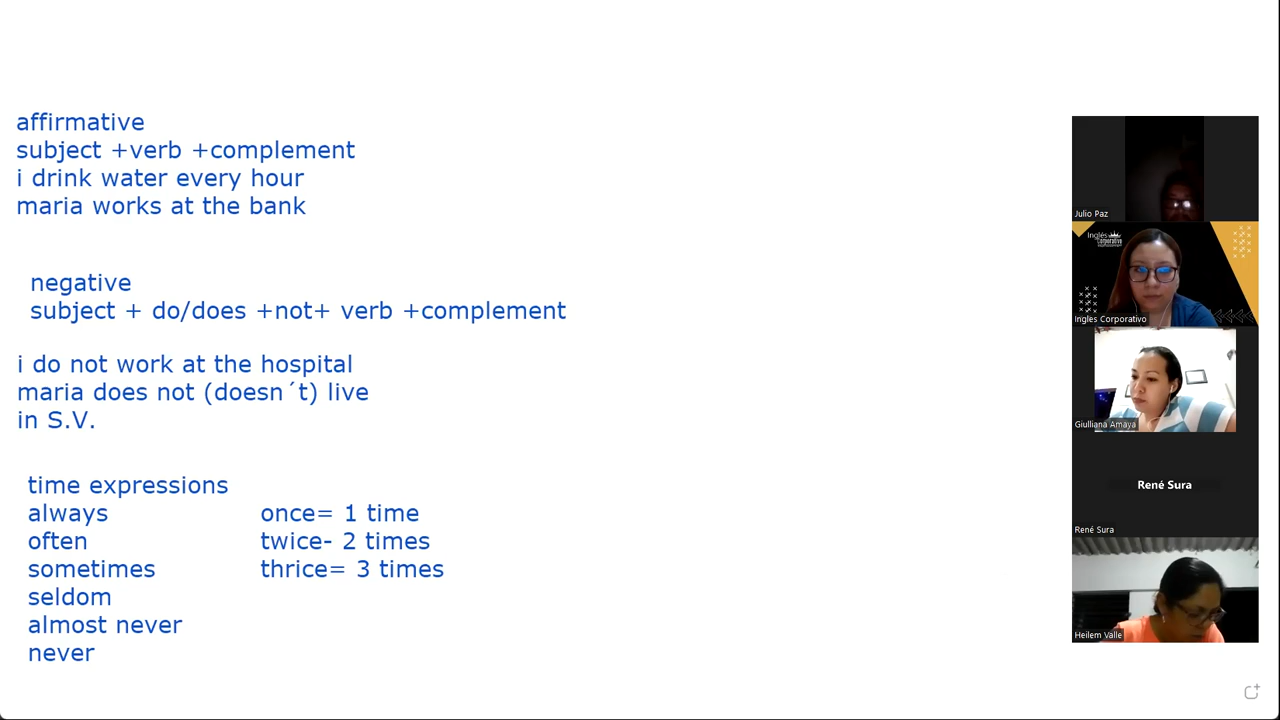 affirmative
subject +verb +complement
i drink water every hour
maria works at the bank
negative
subject + do/does +not+ verb +complement
i do not work at the hospital
maria does not (doesn´t) live
in S.V.
time expressions
always
often
sometimes
seldom
almost never
never
once= 1 time
twice- 2 times
thrice= 3 times
Julio Paz
Inglés
Corporativo
Ingles Corporativo
Giulliana Amaya
René Sura
René Sura
Heilem Valle